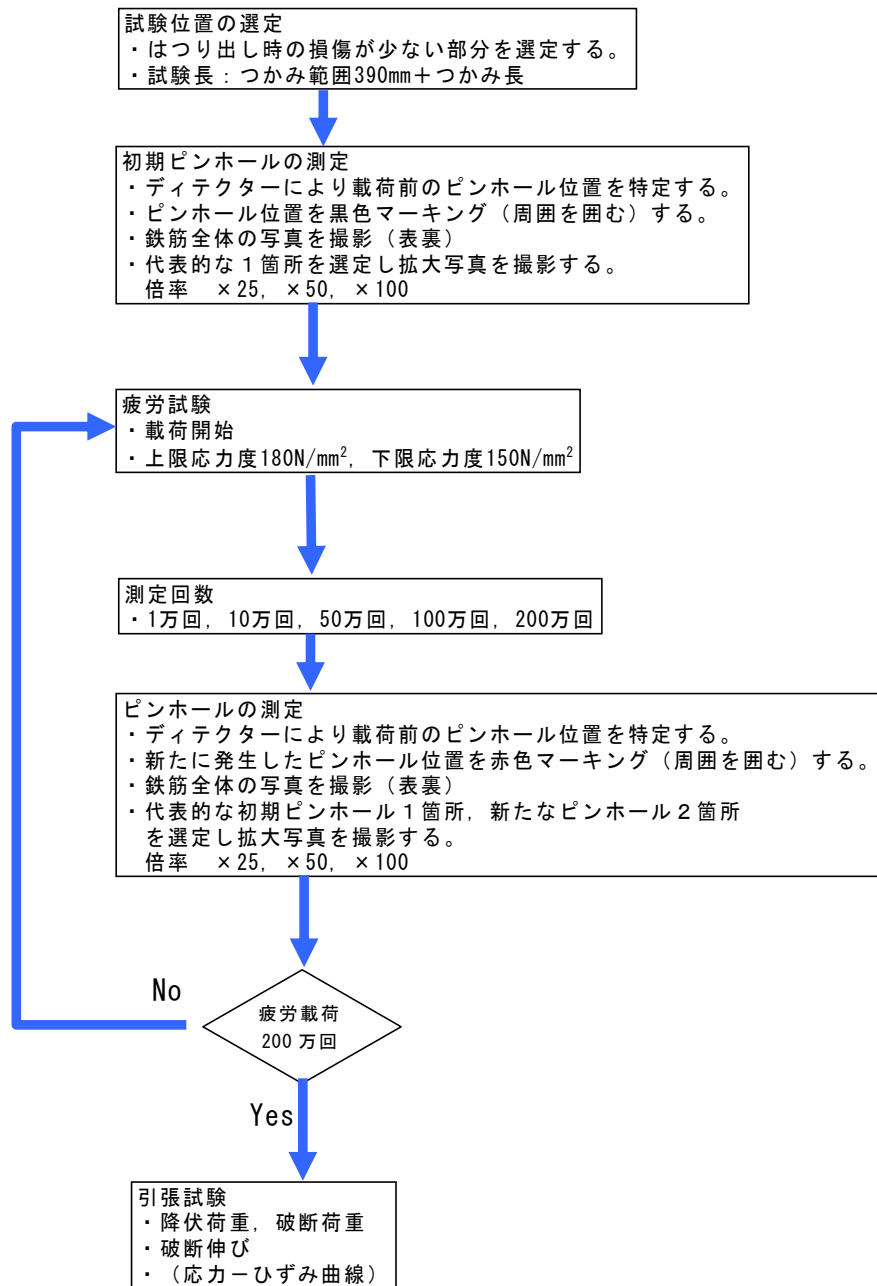 試験位置の選定
・はつり出し時の損傷が少ない部分を選定する。
・試験長：つかみ範囲390mm＋つかみ長
初期ピンホールの測定
・ディテクターにより載荷前のピンホール位置を特定する。
・ピンホール位置を黒色マーキング（周囲を囲む）する。
・鉄筋全体の写真を撮影（表裏）
・代表的な１箇所を選定し拡大写真を撮影する。
倍率　×25, ×50, ×100
疲労試験
・載荷開始
・上限応力度180N/mm², 下限応力度150N/mm²
測定回数
・1万回, 10万回, 50万回, 100万回, 200万回
ピンホールの測定
・ディテクターにより載荷前のピンホール位置を特定する。
・新たに発生したピンホール位置を赤色マーキング（周囲を囲む）する。
・鉄筋全体の写真を撮影（表裏）
・代表的な初期ピンホール１箇所, 新たなピンホール２箇所
を選定し拡大写真を撮影する。
倍率　×25, ×50, ×100
No
疲労載荷
200 万回
Yes
引張試験
・降伏荷重, 破断荷重
・破断伸び
・（応力－ひずみ曲線）